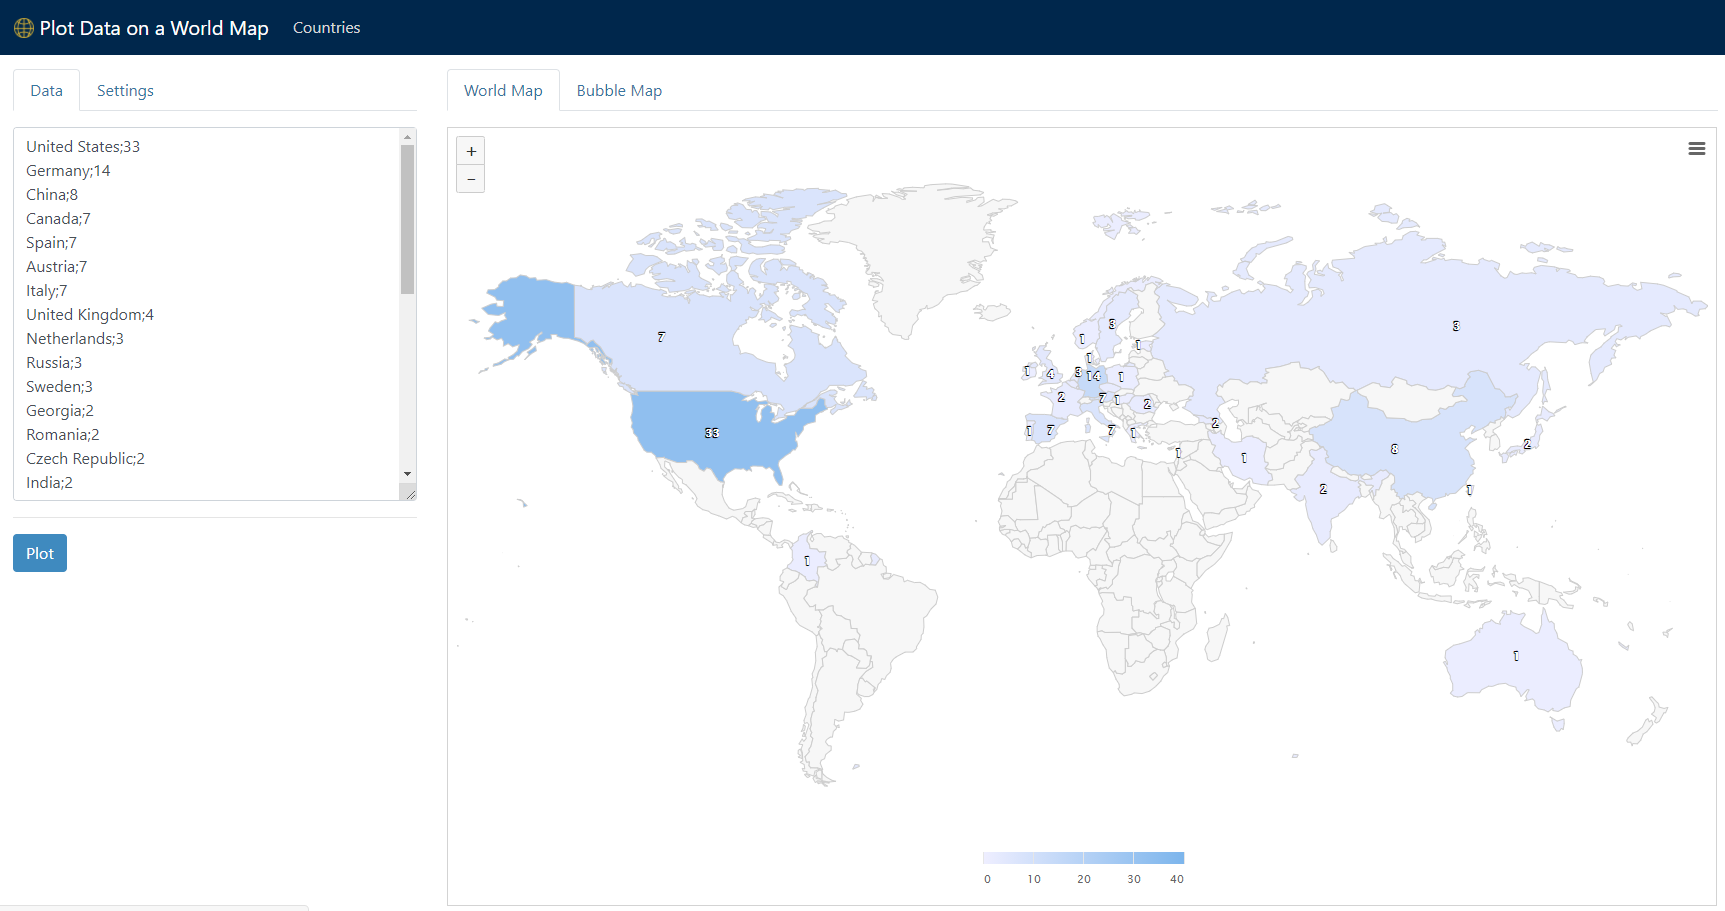 Plot Data on a World Map Countries
Data Settings
World Map Bubble Map
United States;33
Germany;14
China;8
Canada;7
Spain;7
Austria;7
Italy;7
United Kingdom;4
Netherlands;3
Russia;3
Sweden;3
Georgia;2
Romania;2
Czech Republic;2
India;2
Plot
+
−
3
3
7
1
1
1
1
4
3
14
1
2
7
1
2
2
33
1
7
7
1
2
8
1
1
2
1
1
1
0 10 20 30 40